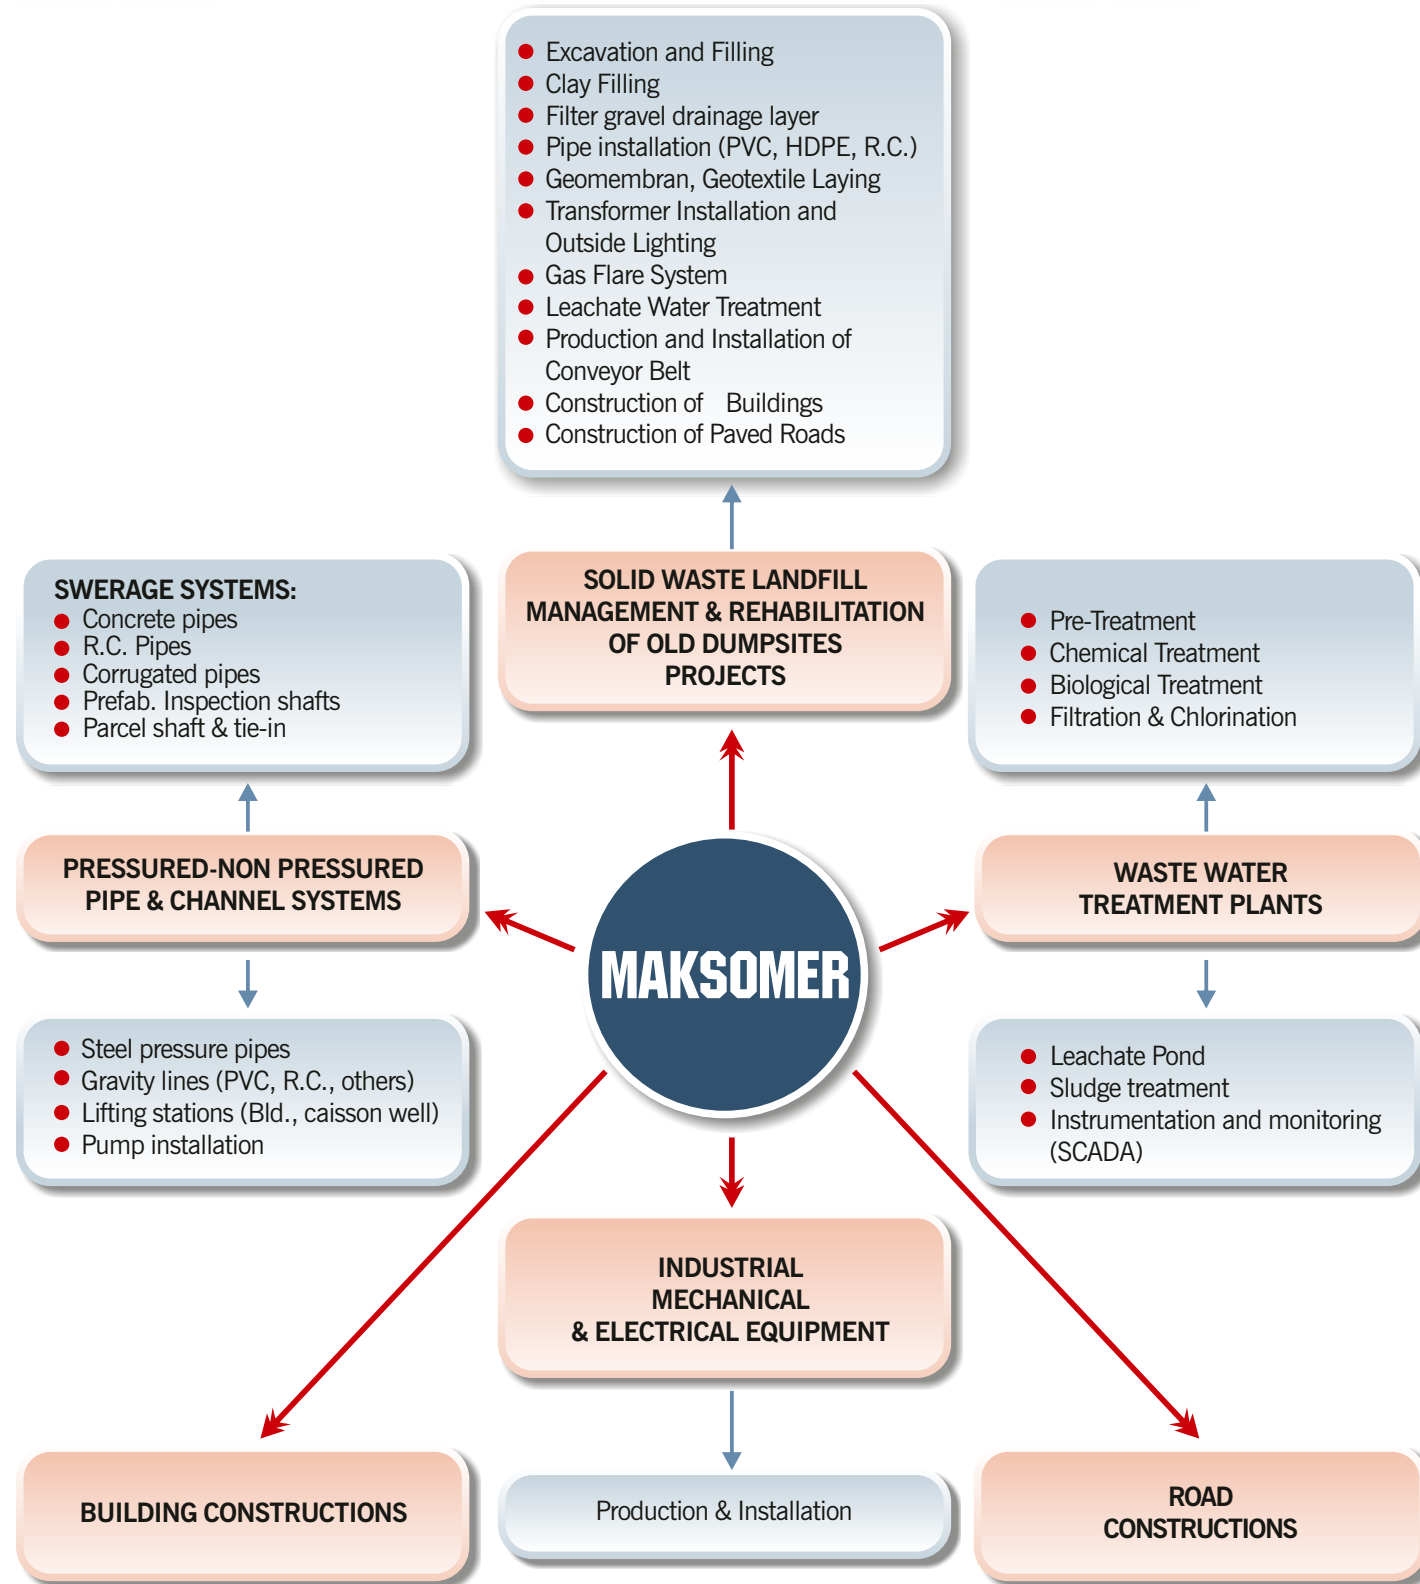 Excavation and Filling
Clay Filling
Filter gravel drainage layer
Pipe installation (PVC, HDPE, R.C.)
Geomembran, Geotextile Laying
Transformer Installation and
Outside Lighting
Gas Flare System
Leachate Water Treatment
Production and Installation of
Conveyor Belt
Construction of Buildings
Construction of Paved Roads
SOLID WASTE LANDFILL
MANAGEMENT & REHABILITATION
OF OLD DUMPSITES
PROJECTS
SWERAGE SYSTEMS:
Concrete pipes
R.C. Pipes
Corrugated pipes
Prefab. Inspection shafts
Parcel shaft & tie-in
Pre-Treatment
Chemical Treatment
Biological Treatment
Filtration & Chlorination
PRESSURED-NON PRESSURED
PIPE & CHANNEL SYSTEMS
WASTE WATER
TREATMENT PLANTS
MAKSOMER
Steel pressure pipes
Gravity lines (PVC, R.C., others)
Lifting stations (Bld., caisson well)
Pump installation
Leachate Pond
Sludge treatment
Instrumentation and monitoring
(SCADA)
INDUSTRIAL
MECHANICAL
& ELECTRICAL EQUIPMENT
BUILDING CONSTRUCTIONS
Production & Installation
ROAD
CONSTRUCTIONS